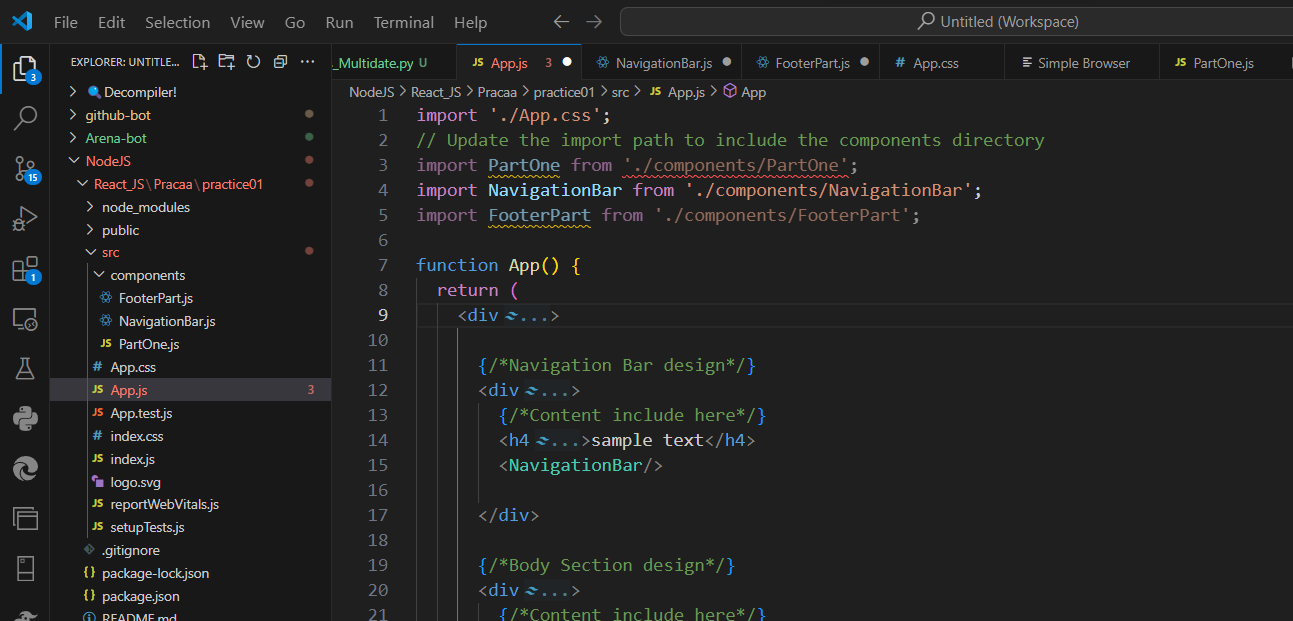 File Edit Selection View Go Run Terminal Help
Untitled (Workspace)
EXPLORER: UNTITLE...
_Multidate.py U
JS App.js 3
NavigationBar.js
FooterPart.js
# App.css
Simple Browser
JS PartOne.js
NodeJS > React_JS > Pracaa > practice01 > src > JS App.js > App
3
15
1
Decompiler!
github-bot
Arena-bot
NodeJS
React_JS \ Pracaa \ practice01
node_modules
public
src
components
FooterPart.js
NavigationBar.js
JS PartOne.js
# App.css
JS App.js 3
JS App.test.js
# index.css
JS index.js
logo.svg
JS reportWebVitals.js
JS setupTests.js
.gitignore
{} package-lock.json
{} package.json
README.md
1 import './App.css';
2 // Update the import path to include the components directory
3 import PartOne from './components/PartOne';
4 import NavigationBar from './components/NavigationBar';
5 import FooterPart from './components/FooterPart';
6
7 function App() {
8 return (
9 <div ...>
10
11 {/*Navigation Bar design*/}
12 <div ...>
13 {/*Content include here*/}
14 <h4 ...>sample text</h4>
15 <NavigationBar/>
16
17 </div>
18
19 {/*Body Section design*/}
20 <div ...>
21 {/*Content include here*/}